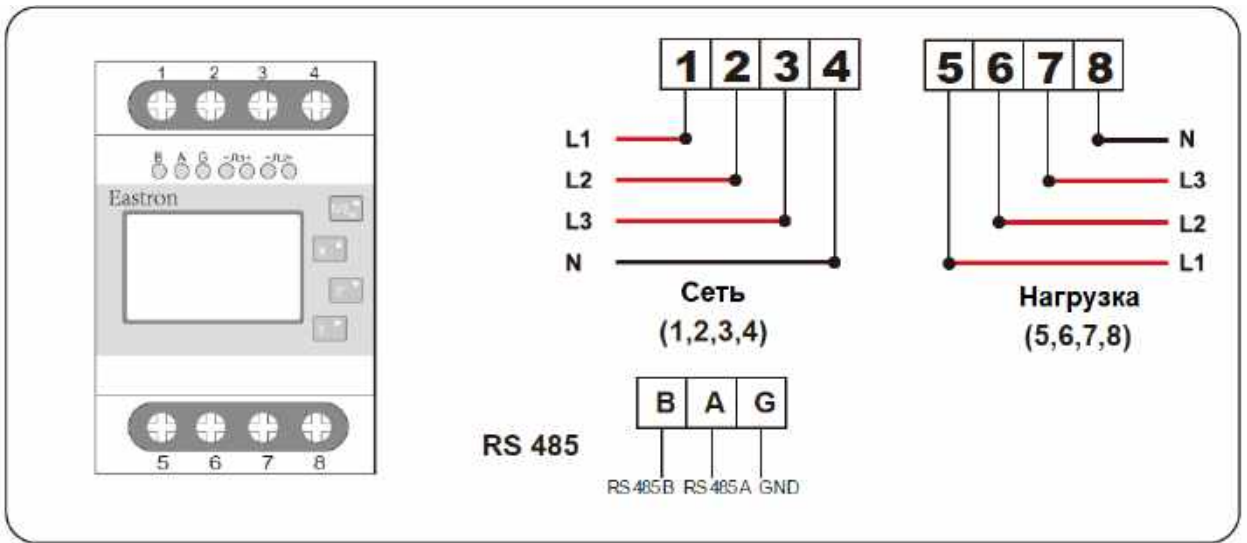 1 2 3 4
B A G
Eastron
5 6 7 8
1 2 3 4
L1
L2
L3
N
Сеть
(1,2,3,4)
5 6 7 8
N
L3
L2
L1
Нагрузка
(5,6,7,8)
RS 485
B A G
RS485B RS485A GND